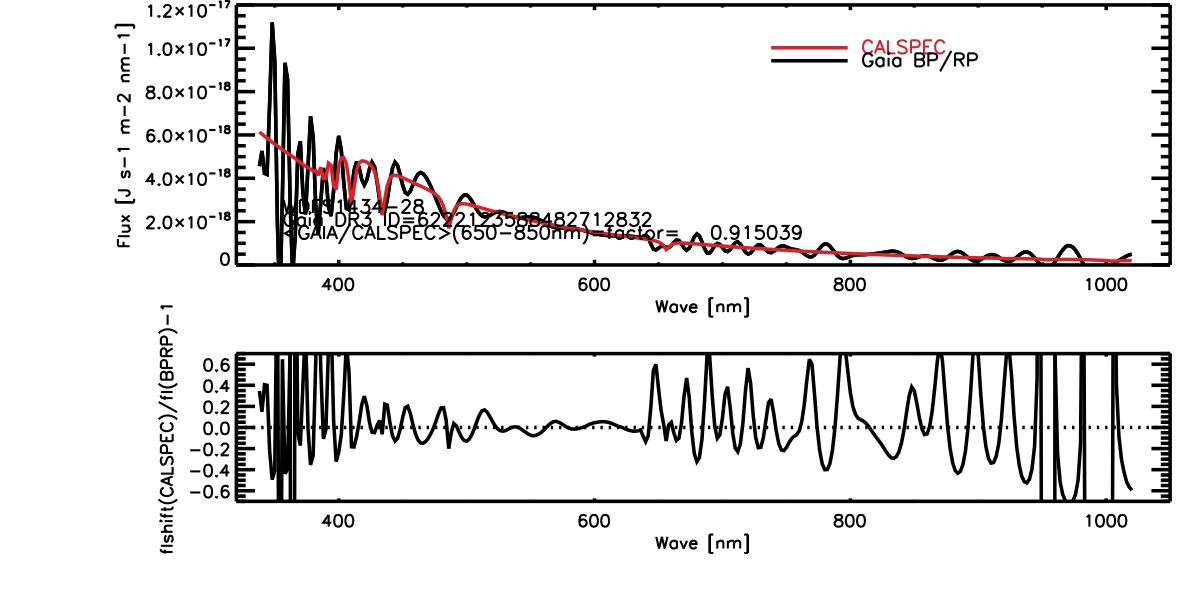 1.2×10⁻¹⁷
1.0×10⁻¹⁷
8.0×10⁻¹⁸
6.0×10⁻¹⁸
4.0×10⁻¹⁸
2.0×10⁻¹⁸
0
Flux [J s−1 m−2 nm−1]
CALSPEC
Gaia BP/RP
1434−28
Gaia DR3
<GAIA/CALSPEC>(650−850nm)−factor= 0.915039
400 600 800 1000
Wave [nm]
flshift(CALSPEC)/fl(BPRP)−1
0.6
0.4
0.2
0.0
−0.2
−0.4
−0.6
400 600 800 1000
Wave [nm]